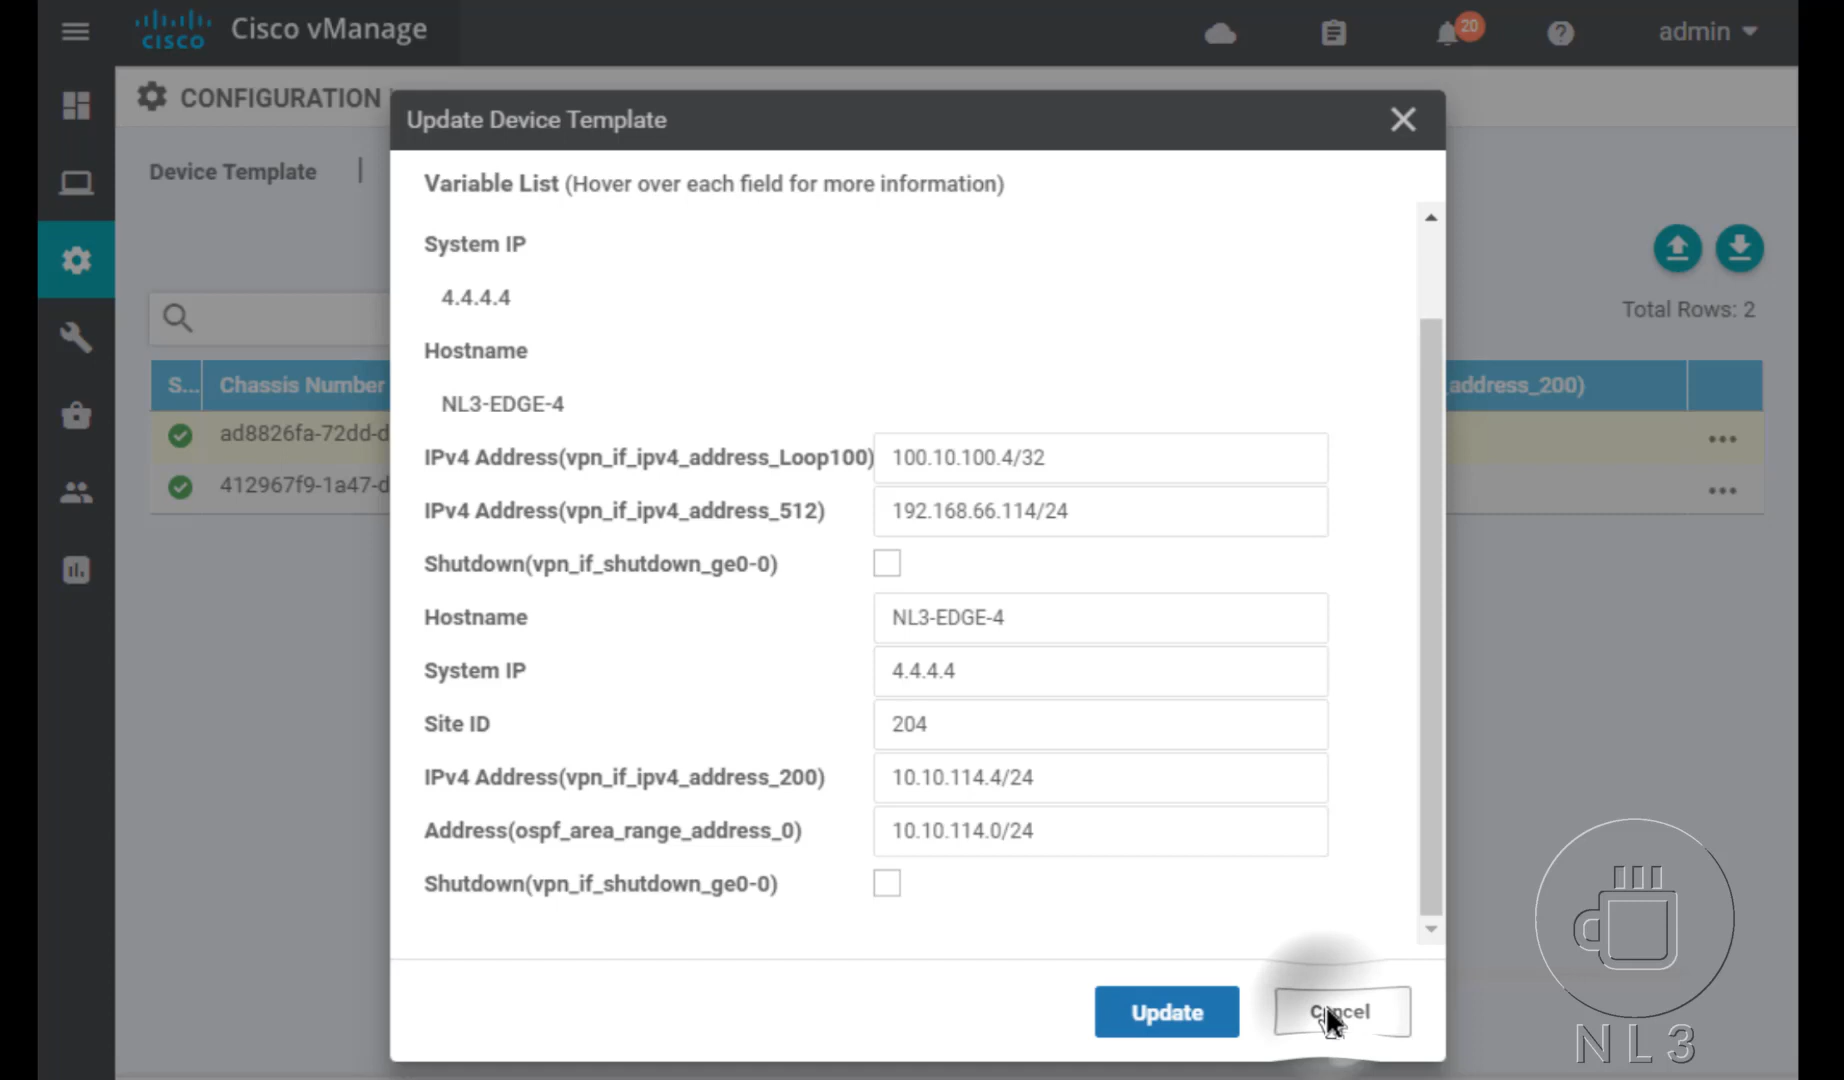 cisco Cisco vManage
20
admin
CONFIGURATION
Update Device Template
Device Template |
Variable List (Hover over each field for more information)
System IP
4.4.4.4
Total Rows: 2
Hostname
S... Chassis Number
address_200)
NL3-EDGE-4
ad8826fa-72dd-d
IPv4 Address(vpn_if_ipv4_address_Loop100) 100.10.100.4/32
412967f9-1a47-d
IPv4 Address(vpn_if_ipv4_address_512) 192.168.66.114/24
Shutdown(vpn_if_shutdown_ge0-0)
Hostname NL3-EDGE-4
System IP 4.4.4.4
Site ID 204
IPv4 Address(vpn_if_ipv4_address_200) 10.10.114.4/24
Address(ospf_area_range_address_0) 10.10.114.0/24
Shutdown(vpn_if_shutdown_ge0-0)
Update Cancel
NL3